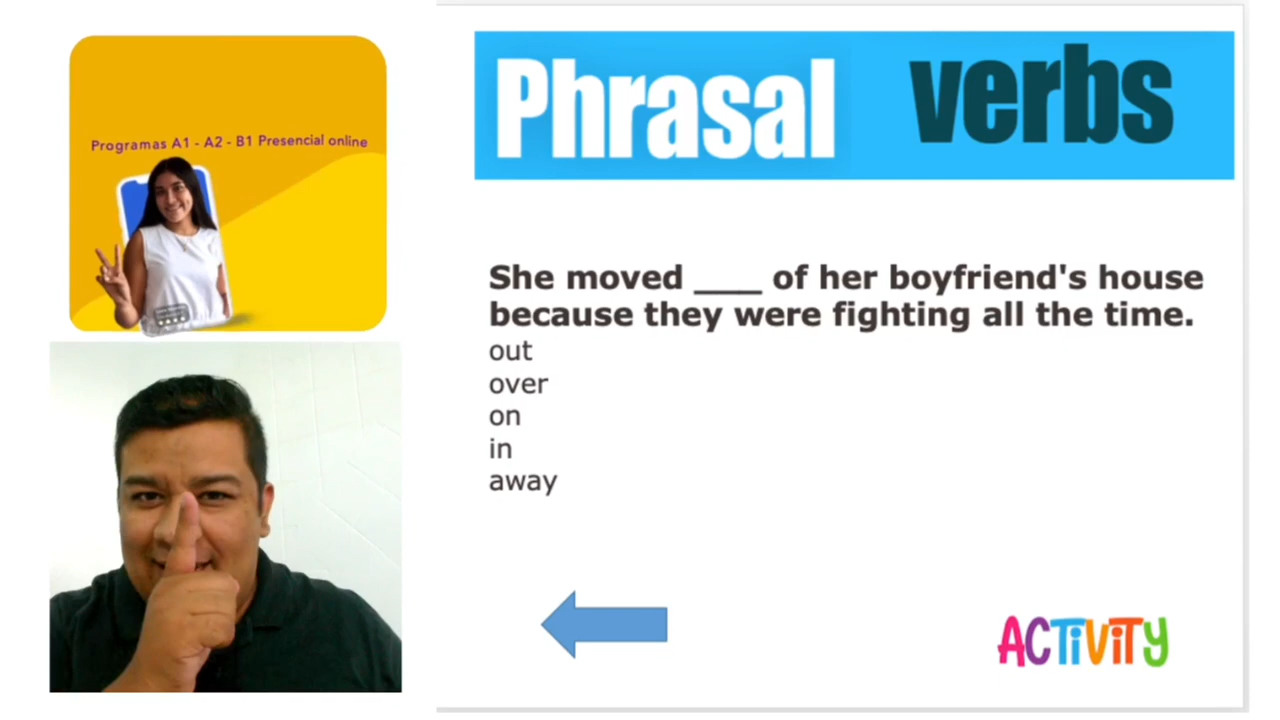 Programas A1 - A2 - B1 Presencial online
Phrasal verbs
She moved ____ of her boyfriend's house
because they were fighting all the time.
out
over
on
in
away
ACTiViTY